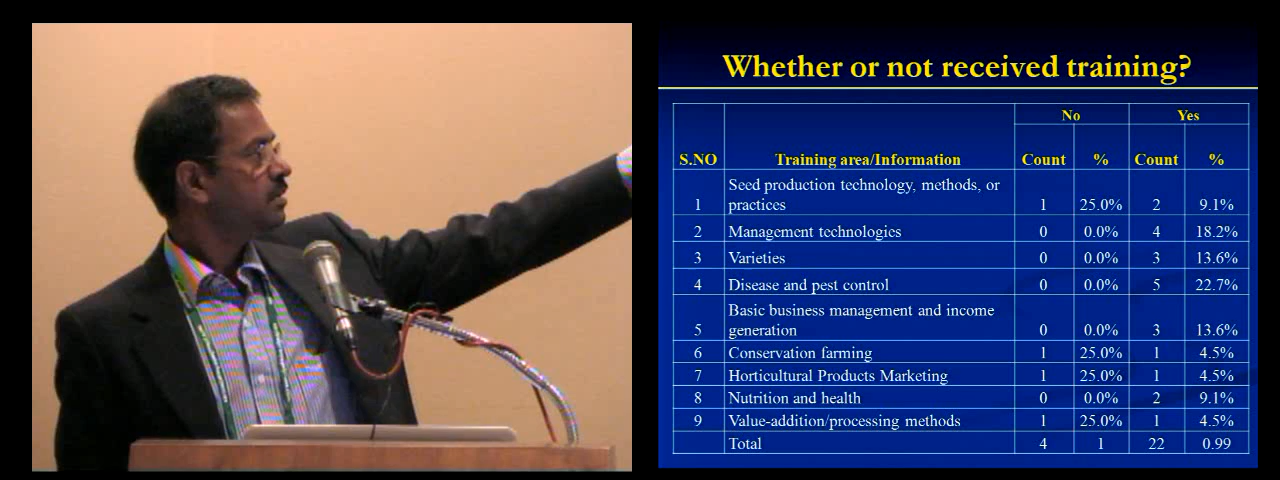 Whether or not received training?
No Yes
S.NO Training area/Information Count % Count %
Seed production technology, methods, or
1 practices 1 25.0% 2 9.1%
2 Management technologies 0 0.0% 4 18.2%
3 Varieties 0 0.0% 3 13.6%
4 Disease and pest control 0 0.0% 5 22.7%
Basic business management and income
5 generation 0 0.0% 3 13.6%
6 Conservation farming 1 25.0% 1 4.5%
7 Horticultural Products Marketing 1 25.0% 1 4.5%
8 Nutrition and health 0 0.0% 2 9.1%
9 Value-addition/processing methods 1 25.0% 1 4.5%
Total 4 1 22 0.99